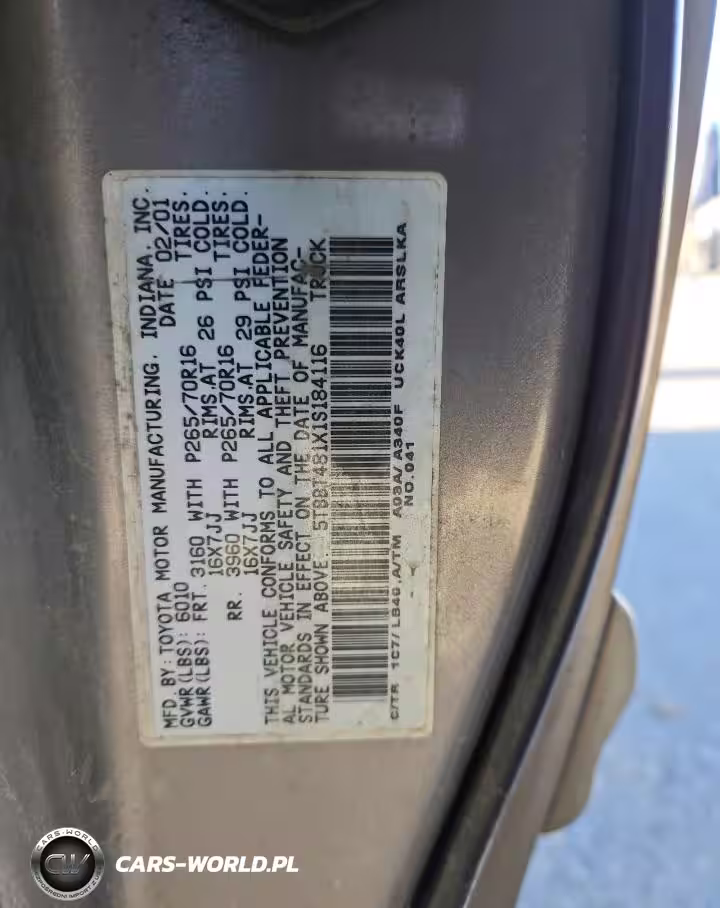 MFD. BY: TOYOTA MOTOR MANUFACTURING, INDIANA, INC.
GVWR(LBS): 6010 DATE 02/01
GAWR(LBS): FRT. 3160 WITH P265/70R16 TIRES.
16X7JJ RIMS.AT 26 PSI COLD.
RR. 3960 WITH P265/70R16 TIRES.
16X7JJ RIMS.AT 29 PSI COLD.
THIS VEHICLE CONFORMS TO ALL APPLICABLE FEDER-
AL MOTOR VEHICLE SAFETY AND THEFT PREVENTION
STANDARDS IN EFFECT ON THE DATE OF MANUFAC-
TURE SHOWN ABOVE. 5TBBT481X1S184116 TRUCK
C/TR 1C7/ LB40,A/TM A03A/ A340F UCK40L ARSLKA
NO.041
CARS-WORLD
CW
CARS-WORLD.PL